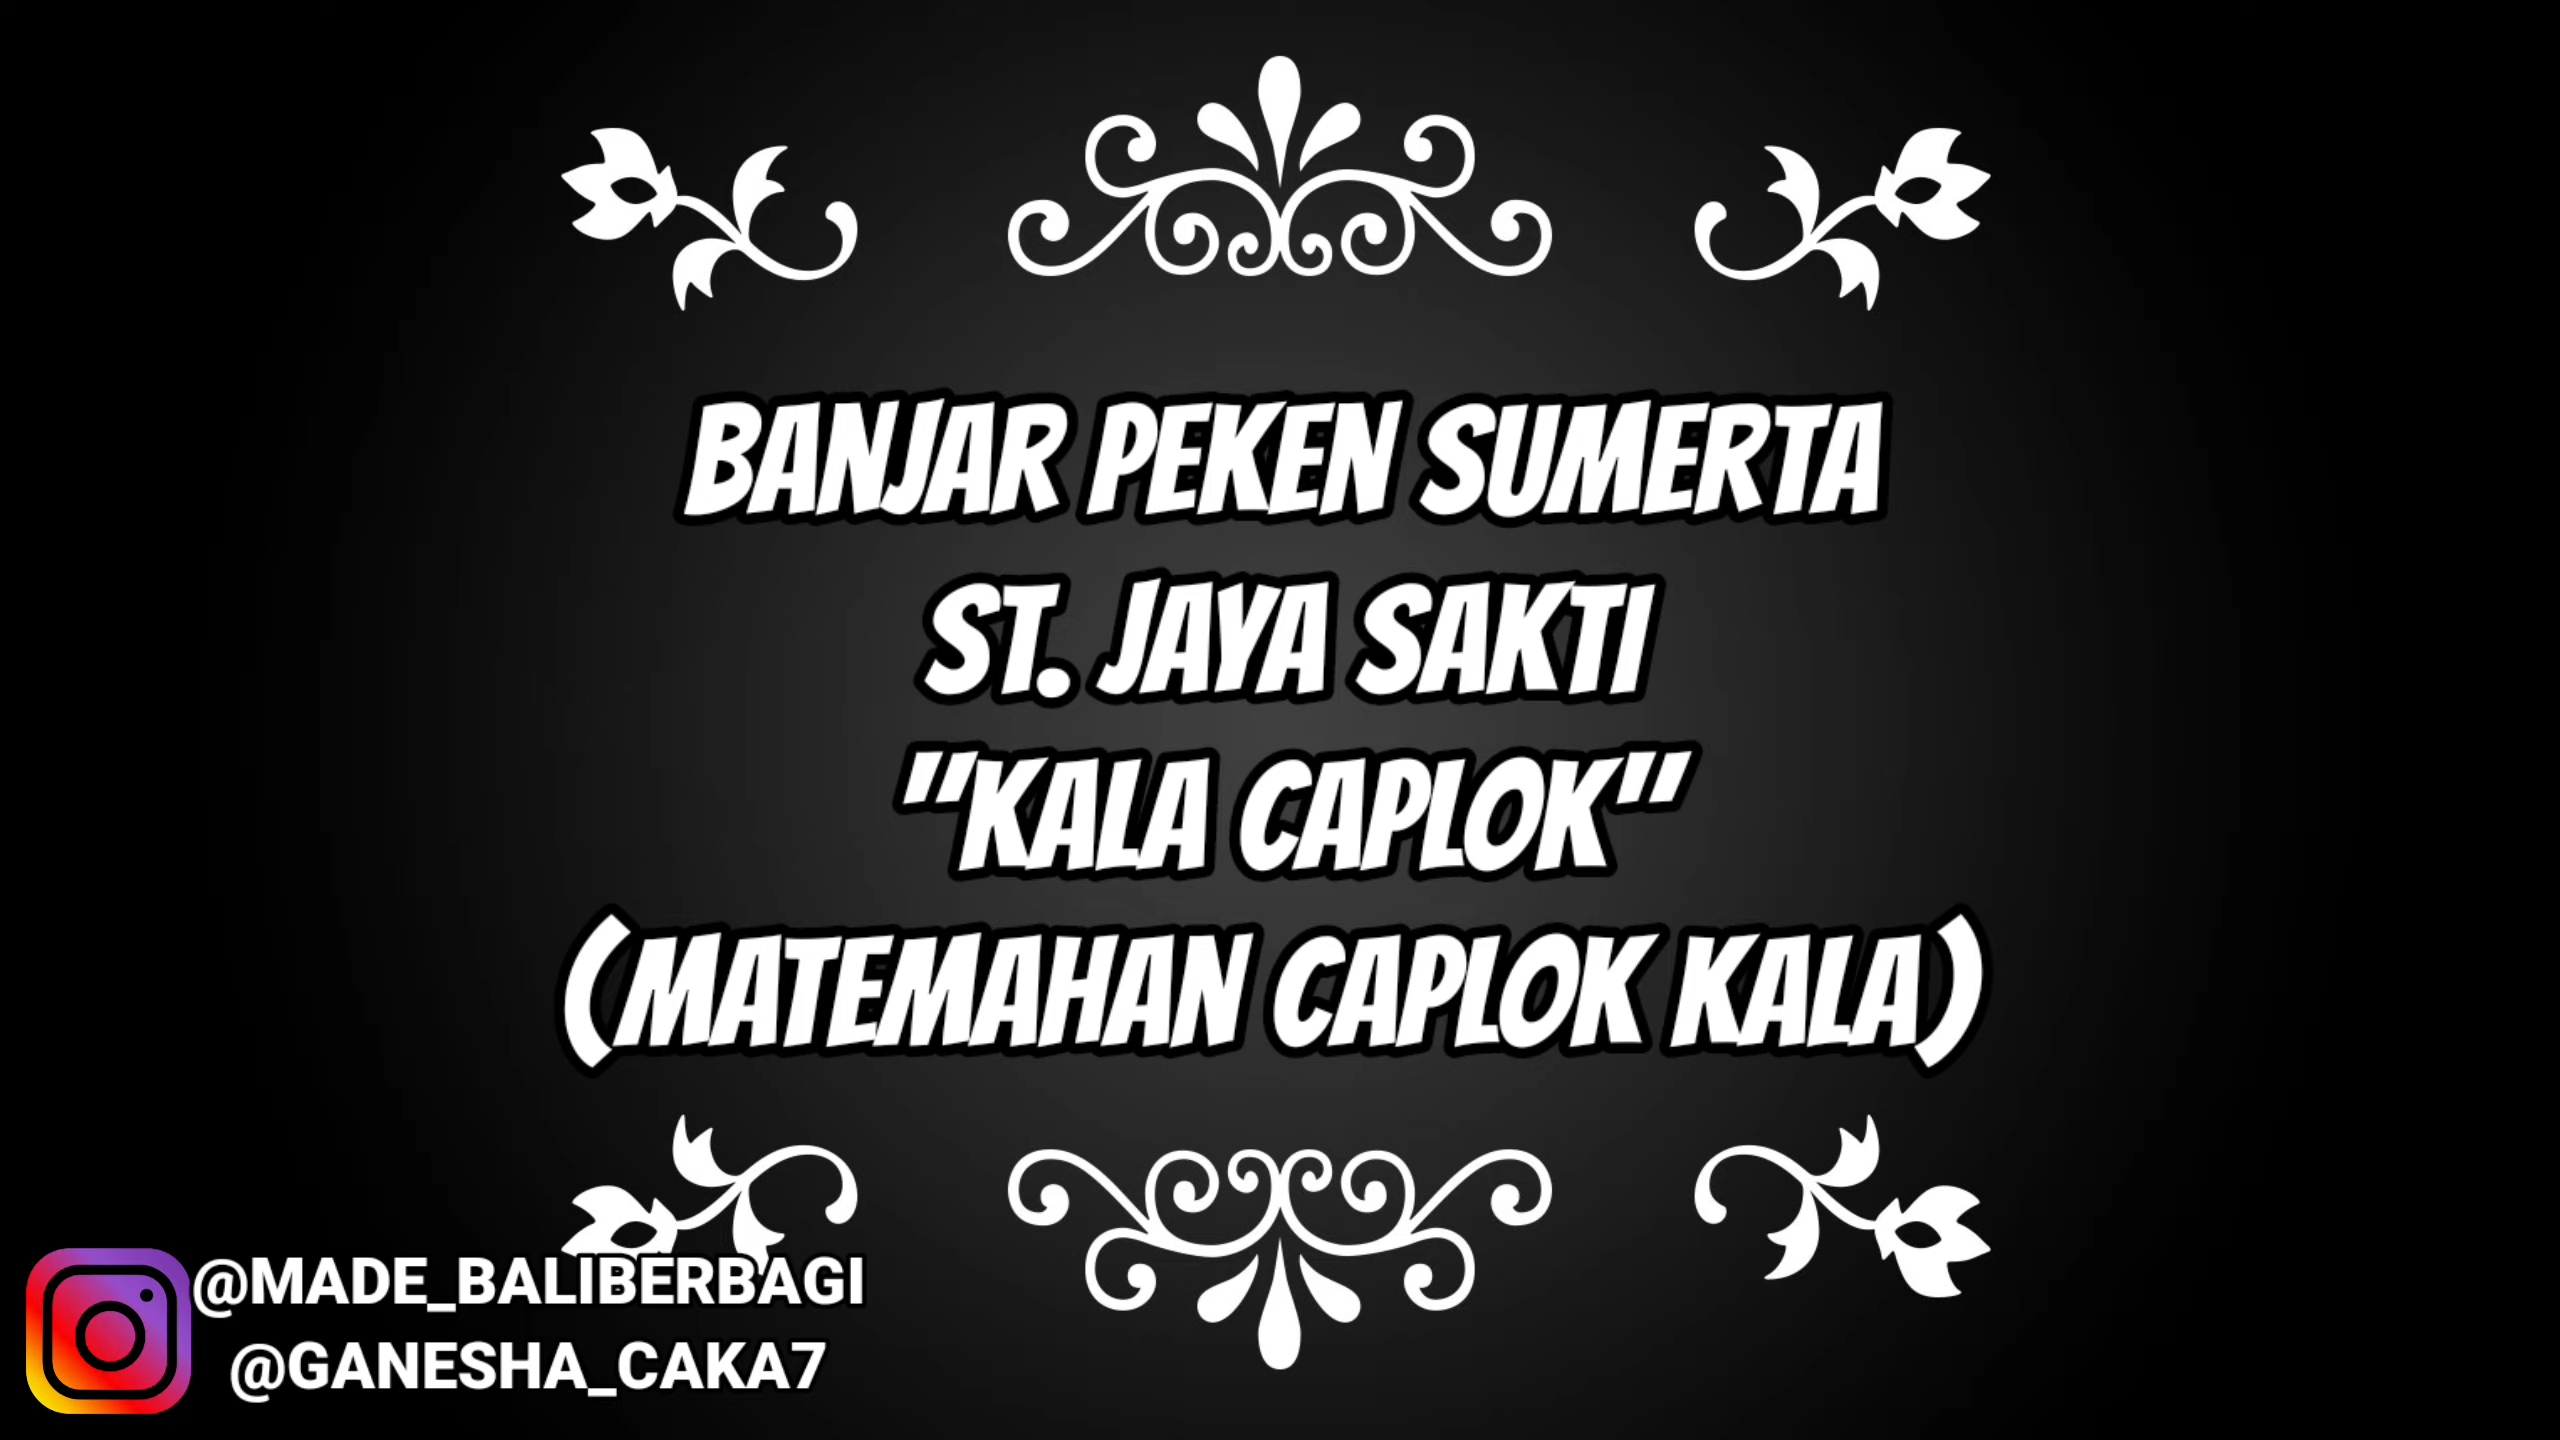 BANJAR PEKEN SUMERTA
ST. JAYA SAKTI
"KALA CAPLOK"
(MATEMAHAN CAPLOK KALA)
@MADE_BALIBERBAGI
@GANESHA_CAKA7